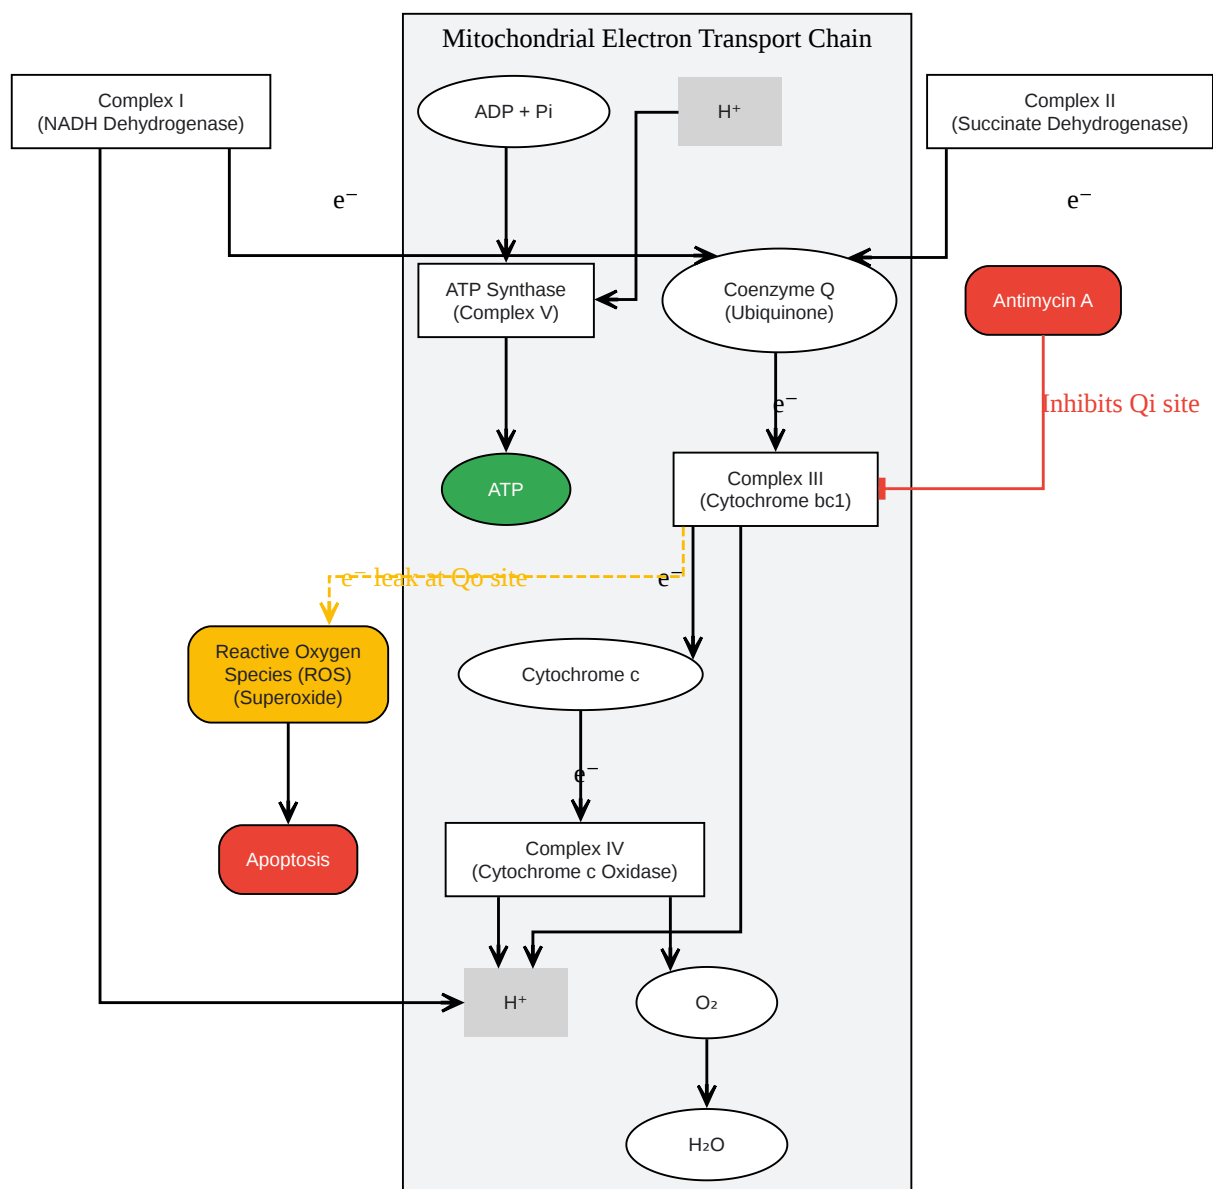 Mitochondrial Electron Transport Chain
Complex I
(NADH Dehydrogenase)
ADP + Pi
H⁺
Complex II
(Succinate Dehydrogenase)
e⁻
e⁻
ATP Synthase
(Complex V)
Coenzyme Q
(Ubiquinone)
Antimycin A
e⁻
Inhibits Qi site
ATP
Complex III
(Cytochrome bc1)
e⁻ leak at Qo site
e⁻
Reactive Oxygen
Species (ROS)
(Superoxide)
Cytochrome c
e⁻
Apoptosis
Complex IV
(Cytochrome c Oxidase)
H⁺
O₂
H₂O